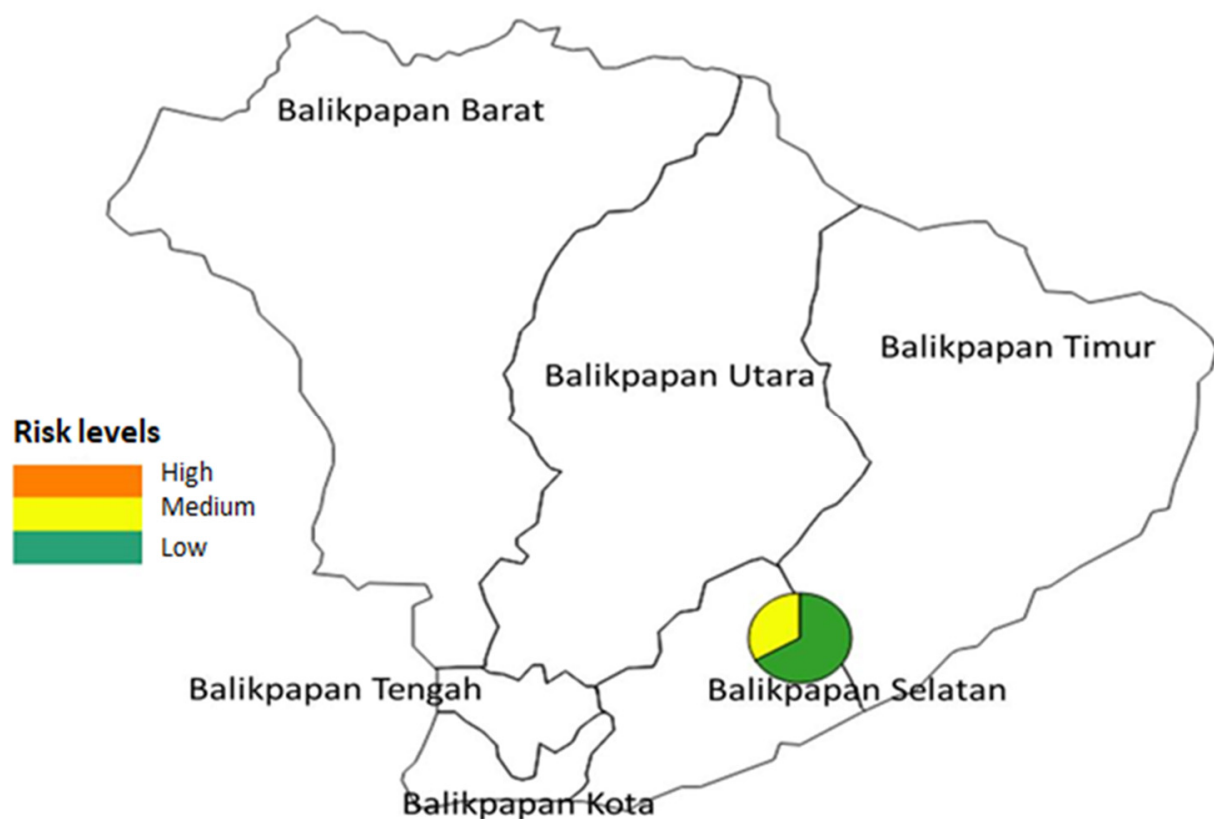 Balikpapan Barat
Balikpapan Timur
Balikpapan Utara
Risk levels
High
Medium
Low
Balikpapan Tengah
Balikpapan Selatan
Balikpapan Kota